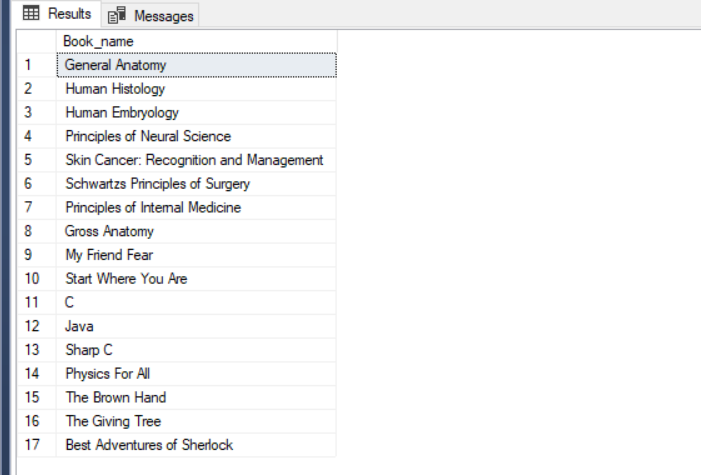 Results Messages
Book_name
1 General Anatomy
2 Human Histology
3 Human Embryology
4 Principles of Neural Science
5 Skin Cancer: Recognition and Management
6 Schwartzs Principles of Surgery
7 Principles of Internal Medicine
8 Gross Anatomy
9 My Friend Fear
10 Start Where You Are
11 C
12 Java
13 Sharp C
14 Physics For All
15 The Brown Hand
16 The Giving Tree
17 Best Adventures of Sherlock